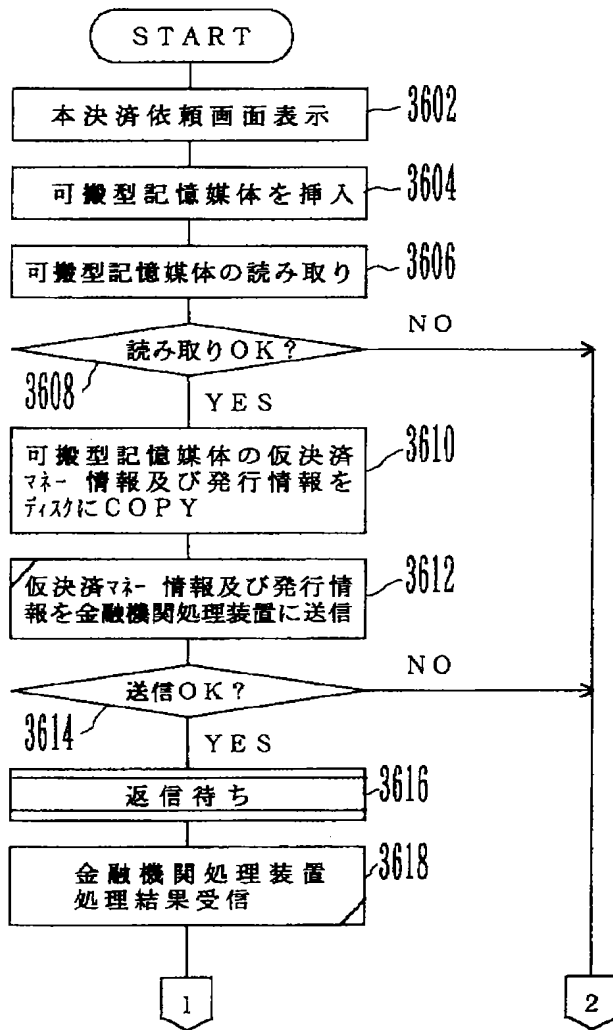 START
本決済依頼画面表示
3602
可搬型記憶媒体を挿入
3604
可搬型記憶媒体の読み取り
3606
読み取りOK?
NO
3608
YES
可搬型記憶媒体の仮決済
マネー情報及び発行情報を
ディスクにCOPY
3610
仮決済マネー情報及び発行情
報を金融機関処理装置に送信
3612
送信OK?
NO
3614
YES
返信待ち
3616
金融機関処理装置
処理結果受信
3618
1
2